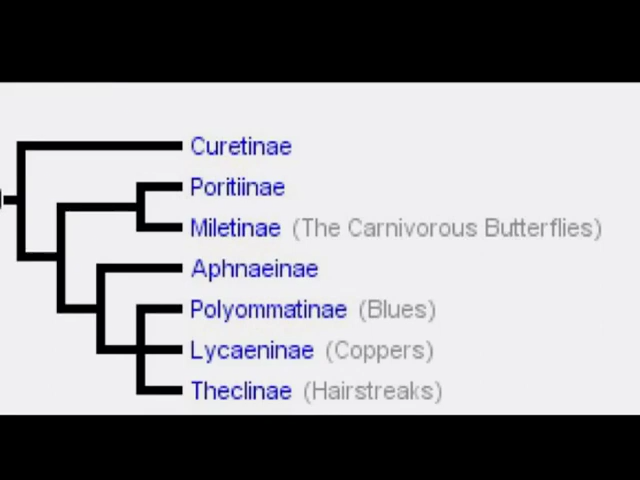 Curetinae
Poritiinae
Miletinae (The Carnivorous Butterflies)
Aphnaeinae
Polyommatinae (Blues)
Lycaeninae (Coppers)
Theclinae (Hairstreaks)